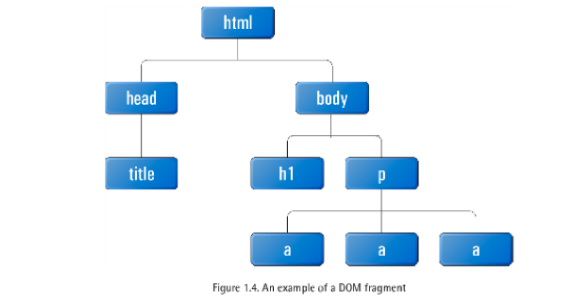 html
head
body
title
h1
p
a
a
a
Figure 1.4. An example of a DOM fragment